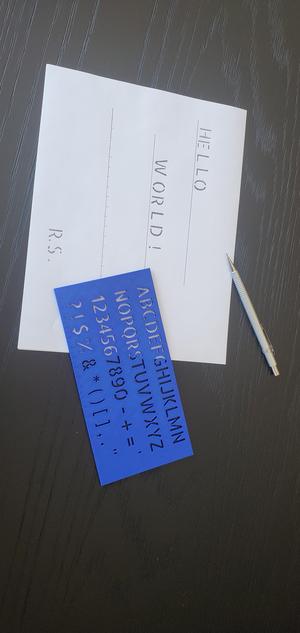 HELLO
WORLD!
R.S.
ABCDEFGHIJKLMN
NOPQRSTUVWXYZ
1234567890-+=
?!$/&*()[],.